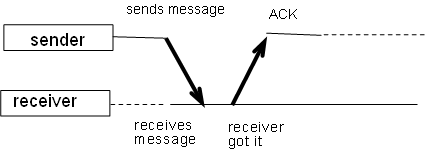 sends message
ACK
sender
receiver
receives
message
receiver
got it